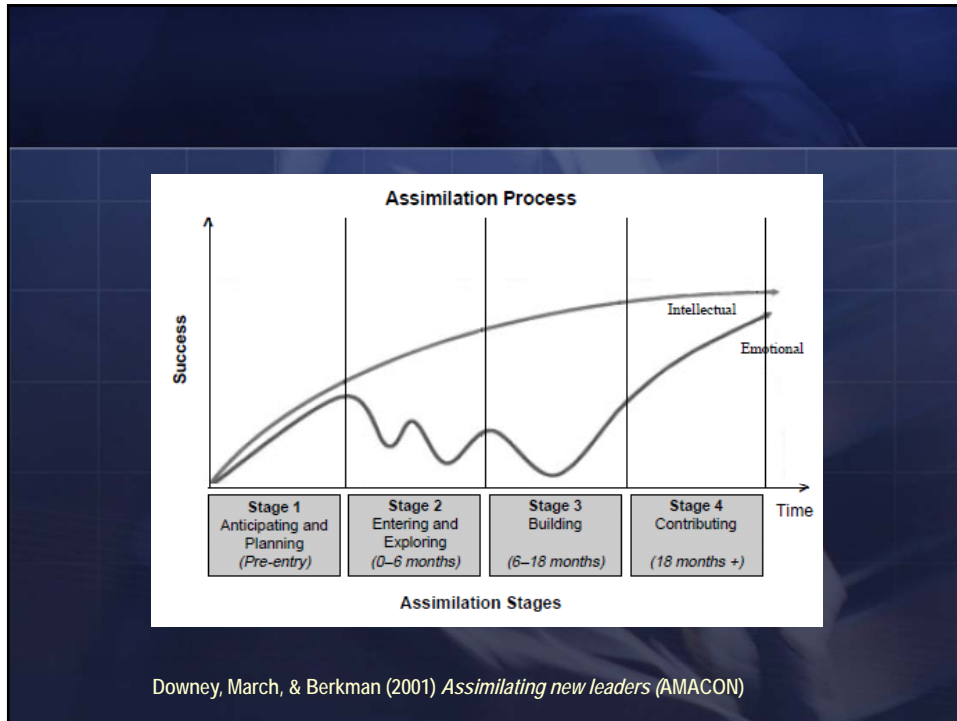 Assimilation Process
Success
Intellectual
Emotional
Time
Stage 1
Anticipating and
Planning
(Pre-entry)
Stage 2
Entering and
Exploring
(0–6 months)
Stage 3
Building
(6–18 months)
Stage 4
Contributing
(18 months +)
Assimilation Stages
Downey, March, & Berkman (2001) Assimilating new leaders (AMACON)